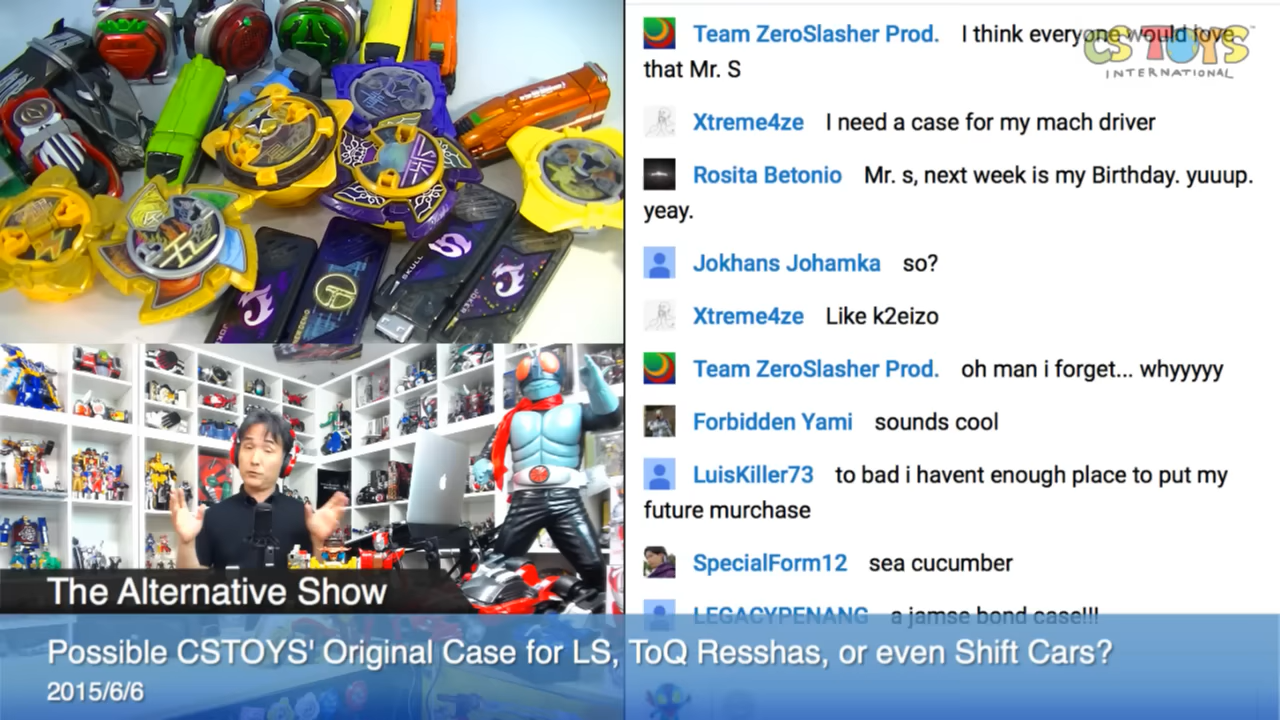 Team ZeroSlasher Prod. I think everyone would love
that Mr. S
CSTOYS
INTERNATIONAL
Xtreme4ze I need a case for my mach driver
Rosita Betonio Mr. s, next week is my Birthday. yuuup.
yeay.
Jokhans Johamka so?
Xtreme4ze Like k2eizo
Team ZeroSlasher Prod. oh man i forget... whyyyyy
Forbidden Yami sounds cool
LuisKiller73 to bad i havent enough place to put my
future murchase
SpecialForm12 sea cucumber
LEGACYPENANG a jamse bond case!!!
SKULL
JOKER
The Alternative Show
Possible CSTOYS' Original Case for LS, ToQ Resshas, or even Shift Cars?
2015/6/6